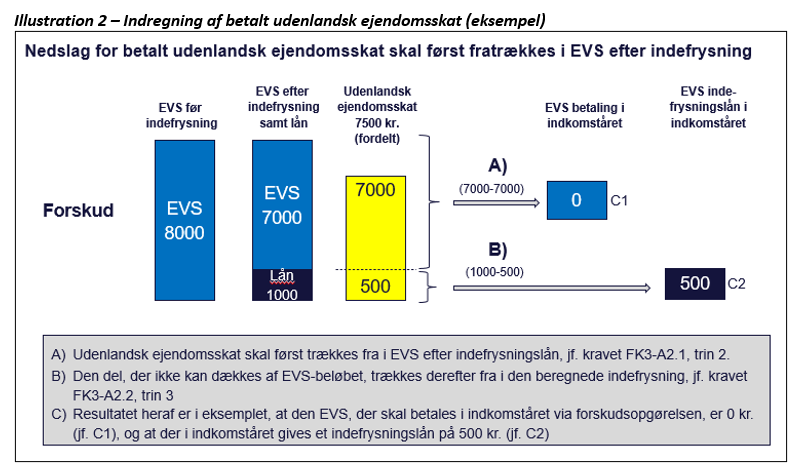 Illustration 2 – Indregning af betalt udenlandsk ejendomsskat (eksempel)
Nedslag for betalt udenlandsk ejendomsskat skal først fratrækkes i EVS efter indefrysning
EVS før
indefrysning
EVS efter
indefrysning
samt lån
Udenlandsk
ejendomsskat
7500 kr.
(fordelt)
EVS betaling i
indkomståret
EVS inde-
frysningslån i
indkomståret
Forskud
EVS
8000
EVS
7000
Lån
1000
7000
500
A)
(7000-7000)
0
C1
B)
(1000-500)
500
C2
A) Udenlandsk ejendomsskat skal først trækkes fra i EVS efter indefrysningslån, jf. kravet FK3-A2.1, trin 2.
B) Den del, der ikke kan dækkes af EVS-beløbet, trækkes derefter fra i den beregnede indefrysning, jf. kravet
FK3-A2.2, trin 3
C) Resultatet heraf er i eksemplet, at den EVS, der skal betales i indkomståret via forskudsopgørelsen, er 0 kr.
(jf. C1), og at der i indkomståret gives et indefrysningslån på 500 kr. (jf. C2)